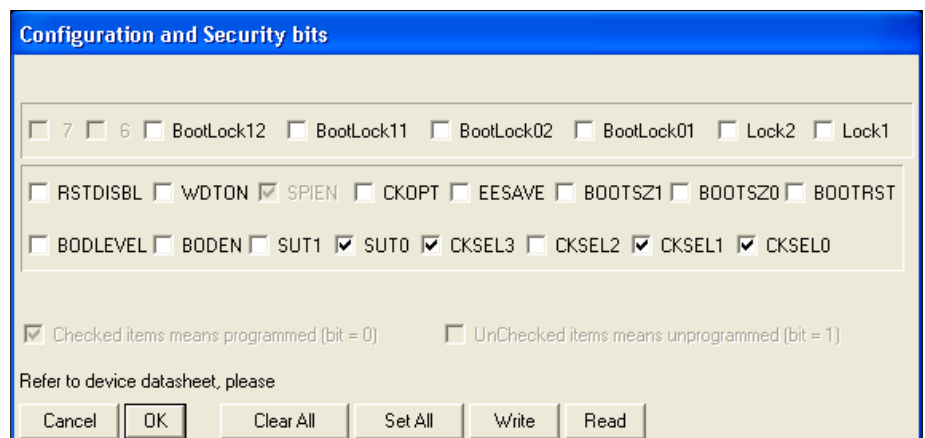 Configuration and Security bits
7 6 BootLock12 BootLock11 BootLock02 BootLock01 Lock2 Lock1
RSTDISBL WDTON SPIEN CKOPT EESAVE BOOTSZ1 BOOTSZ0 BOOTRST
BODLEVEL BODEN SUT1 SUT0 CKSEL3 CKSEL2 CKSEL1 CKSEL0
Checked items means programmed (bit = 0) UnChecked items means unprogrammed (bit = 1)
Refer to device datasheet, please
Cancel OK Clear All Set All Write Read